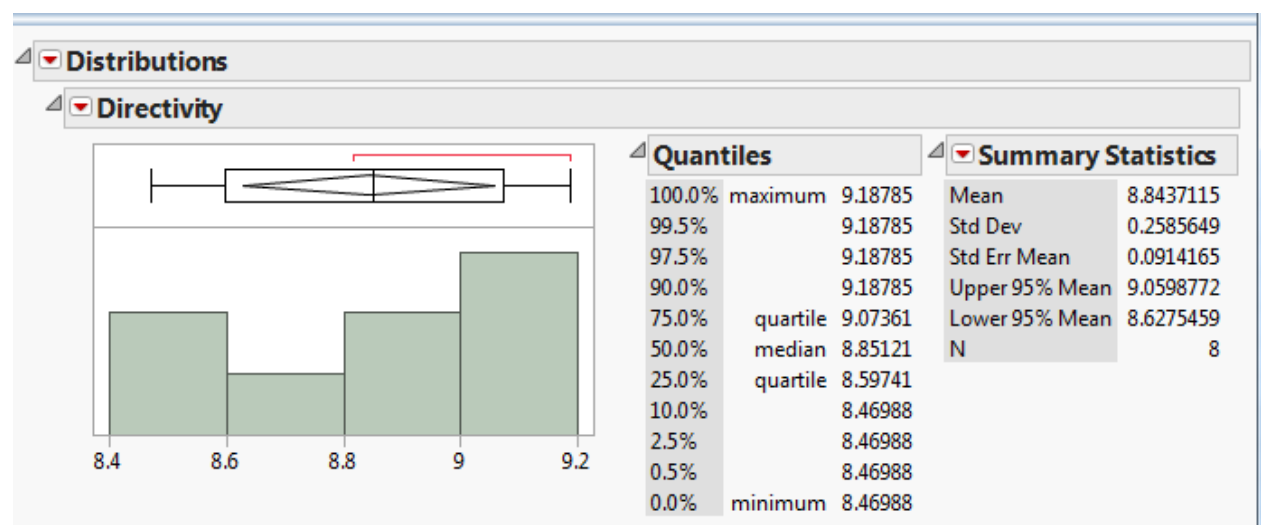 Distributions
Directivity
8.4 8.6 8.8 9 9.2
Quantiles
100.0% maximum 9.18785
99.5% 9.18785
97.5% 9.18785
90.0% 9.18785
75.0% quartile 9.07361
50.0% median 8.85121
25.0% quartile 8.59741
10.0% 8.46988
2.5% 8.46988
0.5% 8.46988
0.0% minimum 8.46988
Summary Statistics
Mean 8.8437115
Std Dev 0.2585649
Std Err Mean 0.0914165
Upper 95% Mean 9.0598772
Lower 95% Mean 8.6275459
N 8